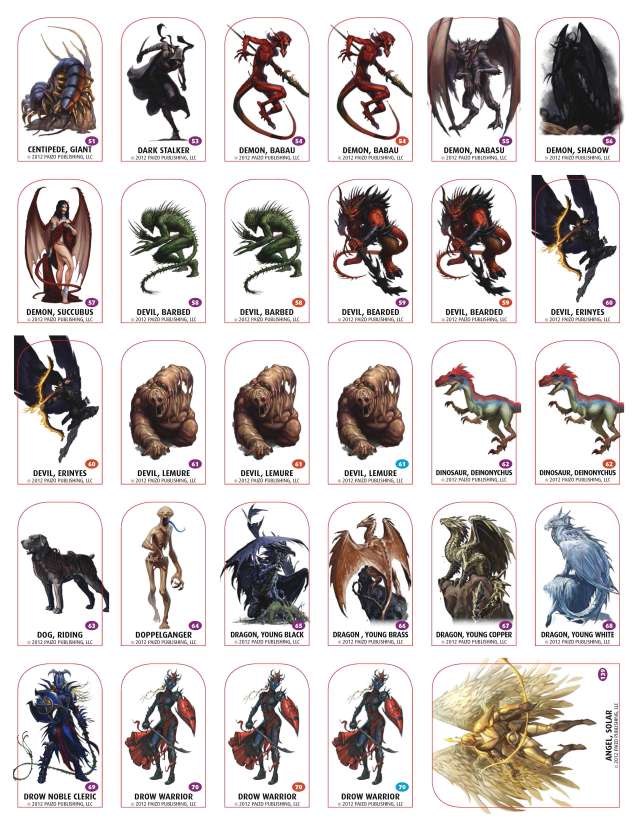 51
CENTIPEDE, GIANT
© 2012 PAIZO PUBLISHING, LLC
53
DARK STALKER
© 2012 PAIZO PUBLISHING, LLC
54
DEMON, BABAU
© 2012 PAIZO PUBLISHING, LLC
54
DEMON, BABAU
© 2012 PAIZO PUBLISHING, LLC
55
DEMON, NABASU
© 2012 PAIZO PUBLISHING, LLC
56
DEMON, SHADOW
© 2012 PAIZO PUBLISHING, LLC
57
DEMON, SUCCUBUS
© 2012 PAIZO PUBLISHING, LLC
58
DEVIL, BARBED
© 2012 PAIZO PUBLISHING, LLC
58
DEVIL, BARBED
© 2012 PAIZO PUBLISHING, LLC
59
DEVIL, BEARDED
© 2012 PAIZO PUBLISHING, LLC
59
DEVIL, BEARDED
© 2012 PAIZO PUBLISHING, LLC
60
DEVIL, ERINYES
© 2012 PAIZO PUBLISHING, LLC
60
DEVIL, ERINYES
© 2012 PAIZO PUBLISHING, LLC
61
DEVIL, LEMURE
© 2012 PAIZO PUBLISHING, LLC
61
DEVIL, LEMURE
© 2012 PAIZO PUBLISHING, LLC
61
DEVIL, LEMURE
© 2012 PAIZO PUBLISHING, LLC
62
DINOSAUR, DEINONYCHUS
© 2012 PAIZO PUBLISHING, LLC
62
DINOSAUR, DEINONYCHUS
© 2012 PAIZO PUBLISHING, LLC
63
DOG, RIDING
© 2012 PAIZO PUBLISHING, LLC
64
DOPPELGANGER
© 2012 PAIZO PUBLISHING, LLC
65
DRAGON, YOUNG BLACK
© 2012 PAIZO PUBLISHING, LLC
66
DRAGON , YOUNG BRASS
© 2012 PAIZO PUBLISHING, LLC
67
DRAGON, YOUNG COPPER
© 2012 PAIZO PUBLISHING, LLC
68
DRAGON, YOUNG WHITE
© 2012 PAIZO PUBLISHING, LLC
69
DROW NOBLE CLERIC
© 2012 PAIZO PUBLISHING, LLC
70
DROW WARRIOR
© 2012 PAIZO PUBLISHING, LLC
70
DROW WARRIOR
© 2012 PAIZO PUBLISHING, LLC
70
DROW WARRIOR
© 2012 PAIZO PUBLISHING, LLC
ANGEL, SOLAR
© 2012 PAIZO PUBLISHING, LLC